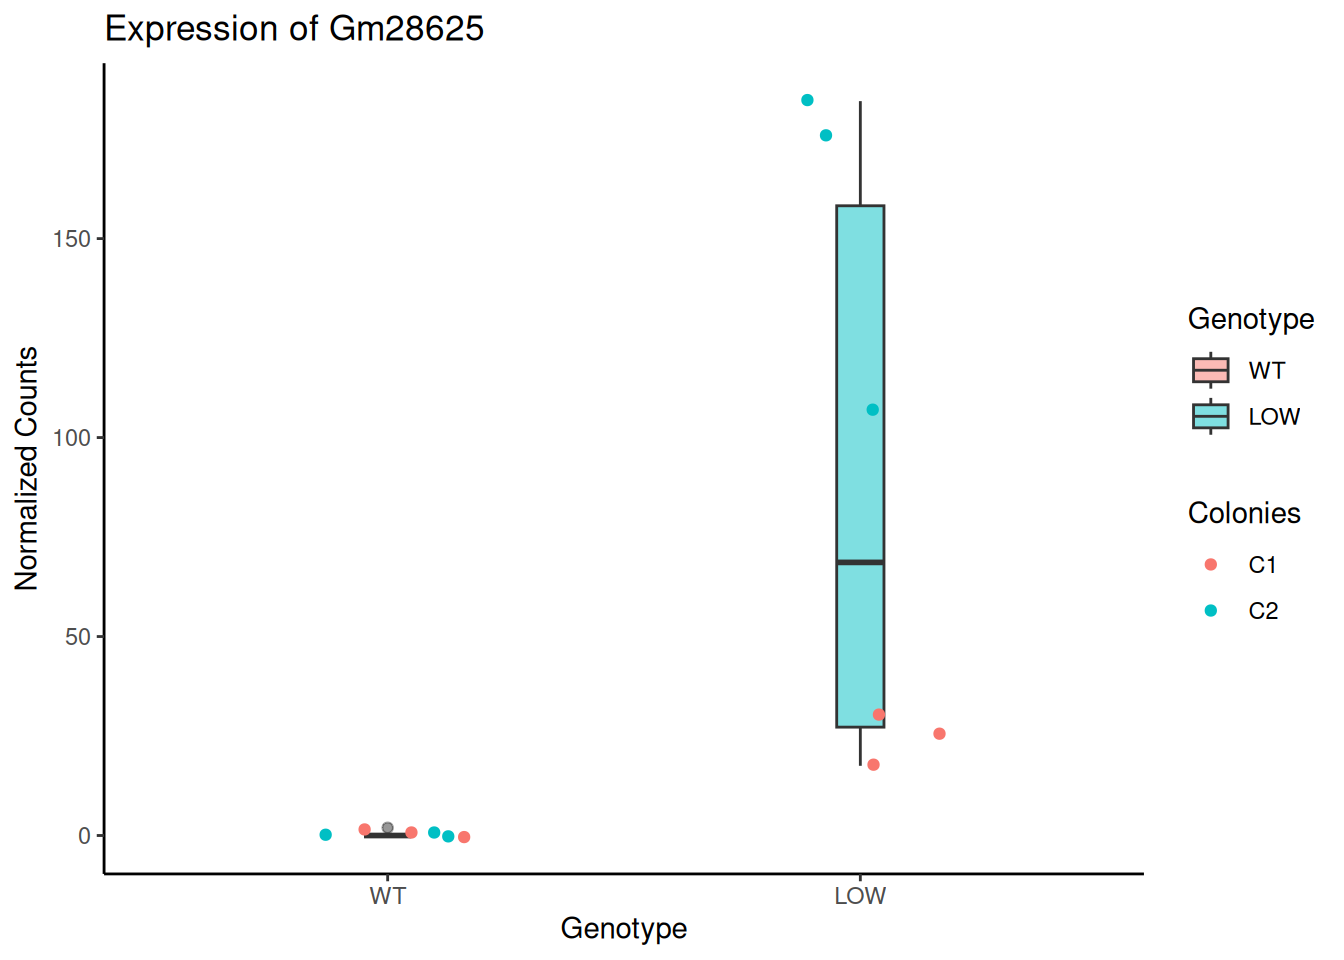 Expression of Gm28625
Normalized Counts
150
100
50
0
WT
LOW
Genotype
Genotype
WT
LOW
Colonies
C1
C2